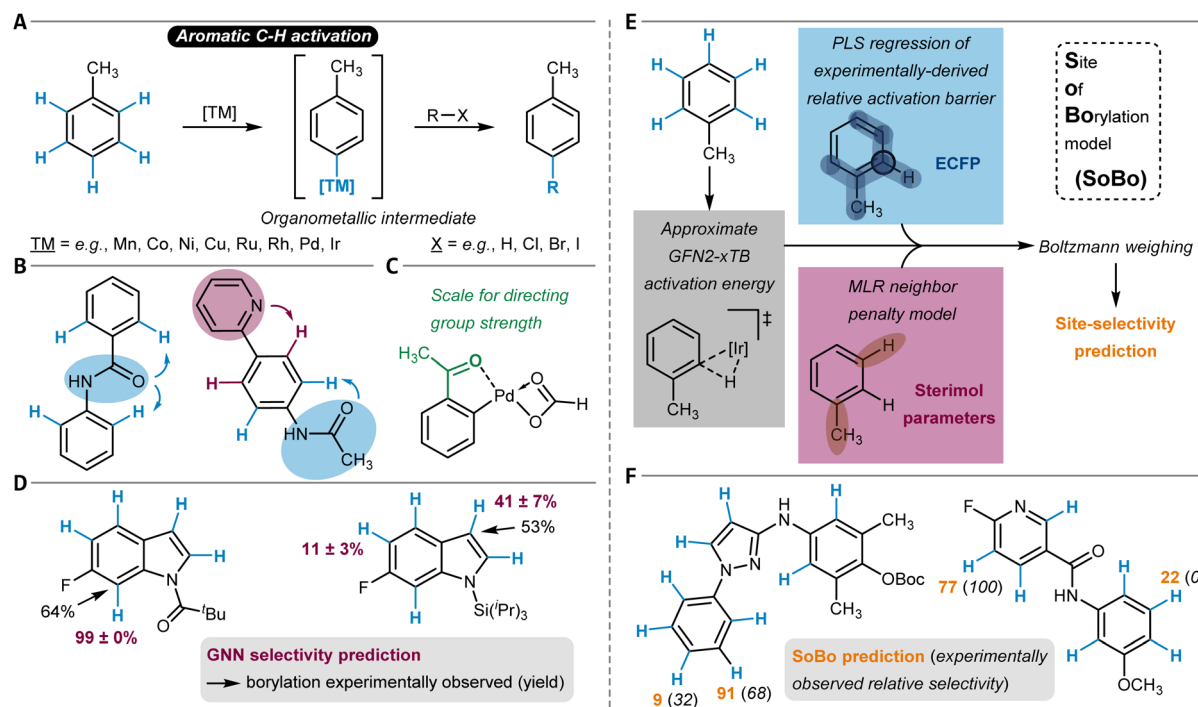 A
Aromatic C-H activation
CH₃
H
H
H
H
H
[TM]
CH₃
[TM]
R—X
CH₃
R
Organometallic intermediate
TM = e.g., Mn, Co, Ni, Cu, Ru, Rh, Pd, Ir
X = e.g., H, Cl, Br, I
B
H
H
O
NH
H
H
N
H
H
H
H
HN
O
CH₃
C
Scale for directing
group strength
H₃C
O
Pd
O
O
H
D
H
H
H
H
F
N
64%
H
O
ᵗBu
99 ± 0%
H
H
41 ± 7%
53%
11 ± 3%
H
H
F
N
H
Si(ⁱPr)₃
GNN selectivity prediction
borylation experimentally observed (yield)
E
H
H
H
H
H
CH₃
PLS regression of
experimentally-derived
relative activation barrier
H
CH₃
ECFP
Site
of
Borylation
model
(SoBo)
Approximate
GFN2-xTB
activation energy
‡
[Ir]
H
CH₃
Boltzmann weighing
Site-selectivity
prediction
MLR neighbor
penalty model
H
H
CH₃
Sterimol
parameters
F
H
H
H
N
N
H
N
H
CH₃
OBoc
CH₃
H
H
H
H
H
H
9 (32)
91 (68)
F
N
H
H
H
77 (100)
O
HN
H
H
22 (0
H
H
OCH₃
SoBo prediction (experimentally
observed relative selectivity)